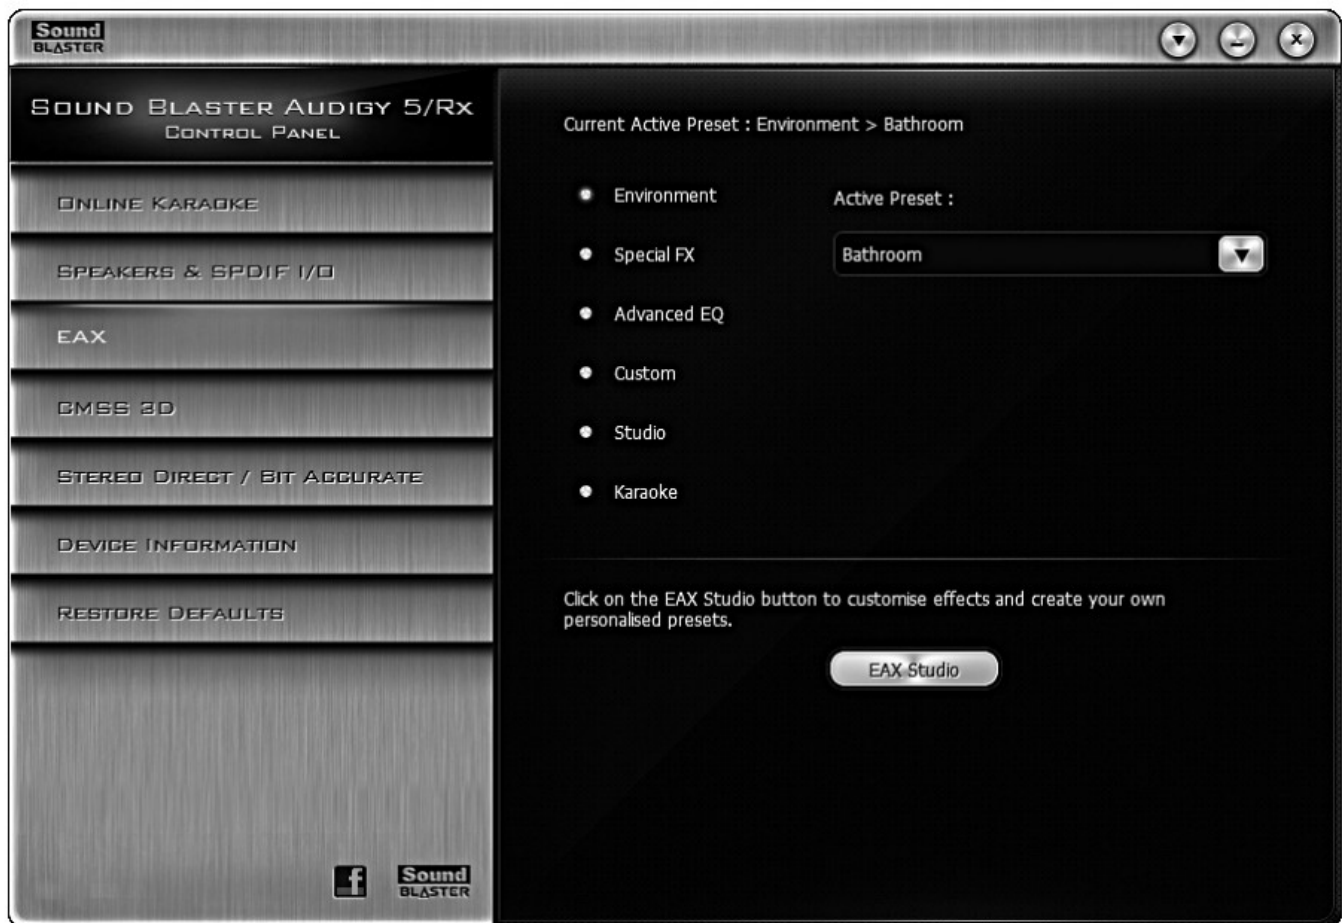 Sound
BLASTER
Sound Blaster Audigy 5/Rx
Control Panel
Online Karaoke
Speakers & SPDIF I/O
EAX
CMSS 3D
Stereo Direct / Bit Accurate
Device Information
Restore Defaults
f
Sound
BLASTER
Current Active Preset : Environment > Bathroom
Environment
Active Preset :
Special FX
Bathroom
Advanced EQ
Custom
Studio
Karaoke
Click on the EAX Studio button to customise effects and create your own
personalised presets.
EAX Studio